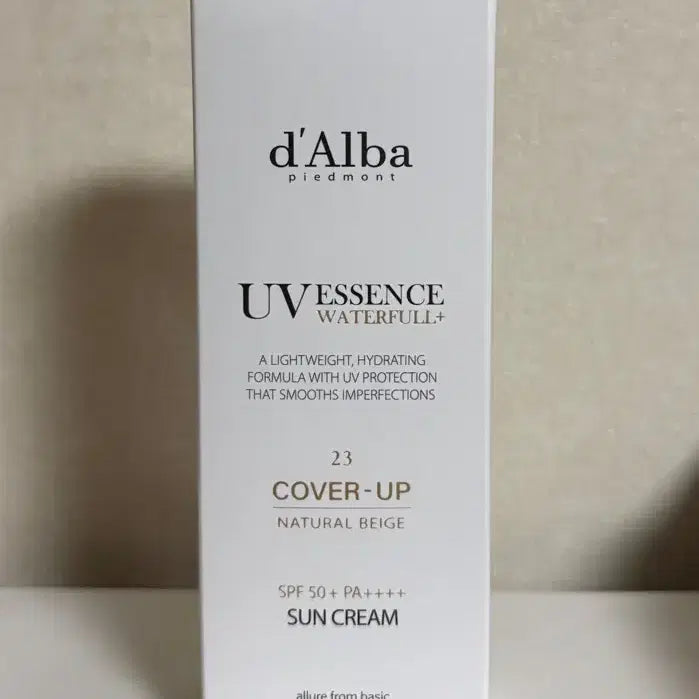 d'Alba
piedmont
UV ESSENCE
WATERFULL+
A LIGHTWEIGHT, HYDRATING
FORMULA WITH UV PROTECTION
THAT SMOOTHS IMPERFECTIONS
23
COVER-UP
NATURAL BEIGE
SPF 50+ PA++++
SUN CREAM
allure from basic